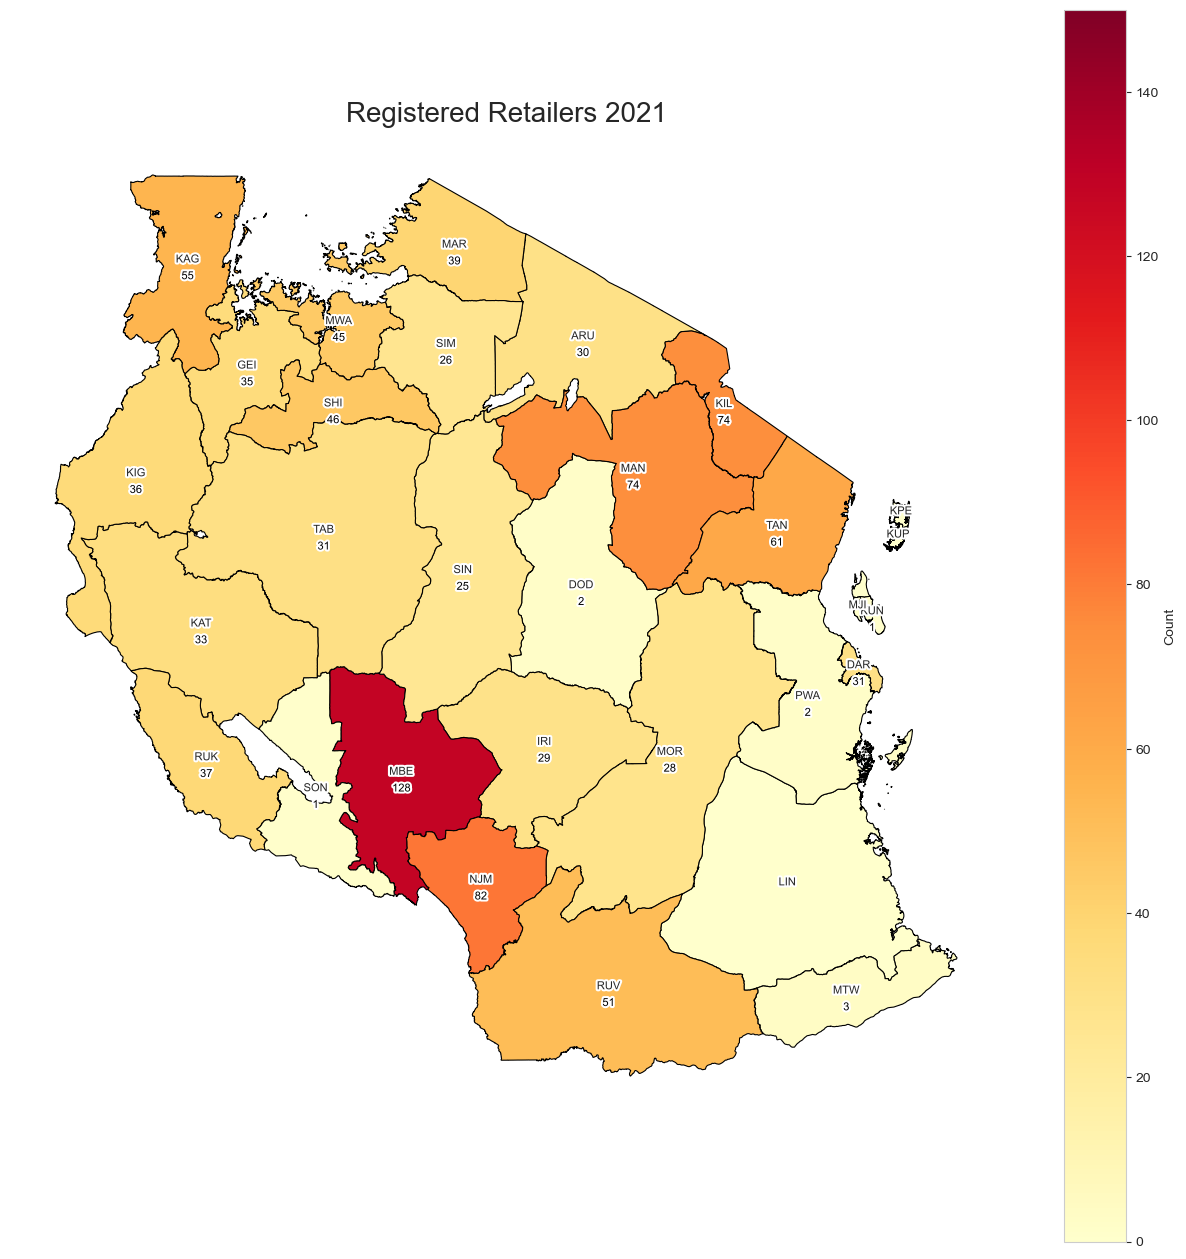 Registered Retailers 2021
140
120
100
80
60
40
20
0
Count
KAG
55
MAR
39
MWA
45
ARU
30
SIM
26
GEI
35
SHI
46
KIL
74
KIG
36
MAN
74
TAB
31
TAN
61
KPE
KUP
SIN
25
DOD
2
MJI
KUN
1
KAT
33
DAR
31
PWA
2
RUK
37
IRI
29
MOR
28
MBE
128
SON
1
NJM
82
LIN
RUV
51
MTW
3